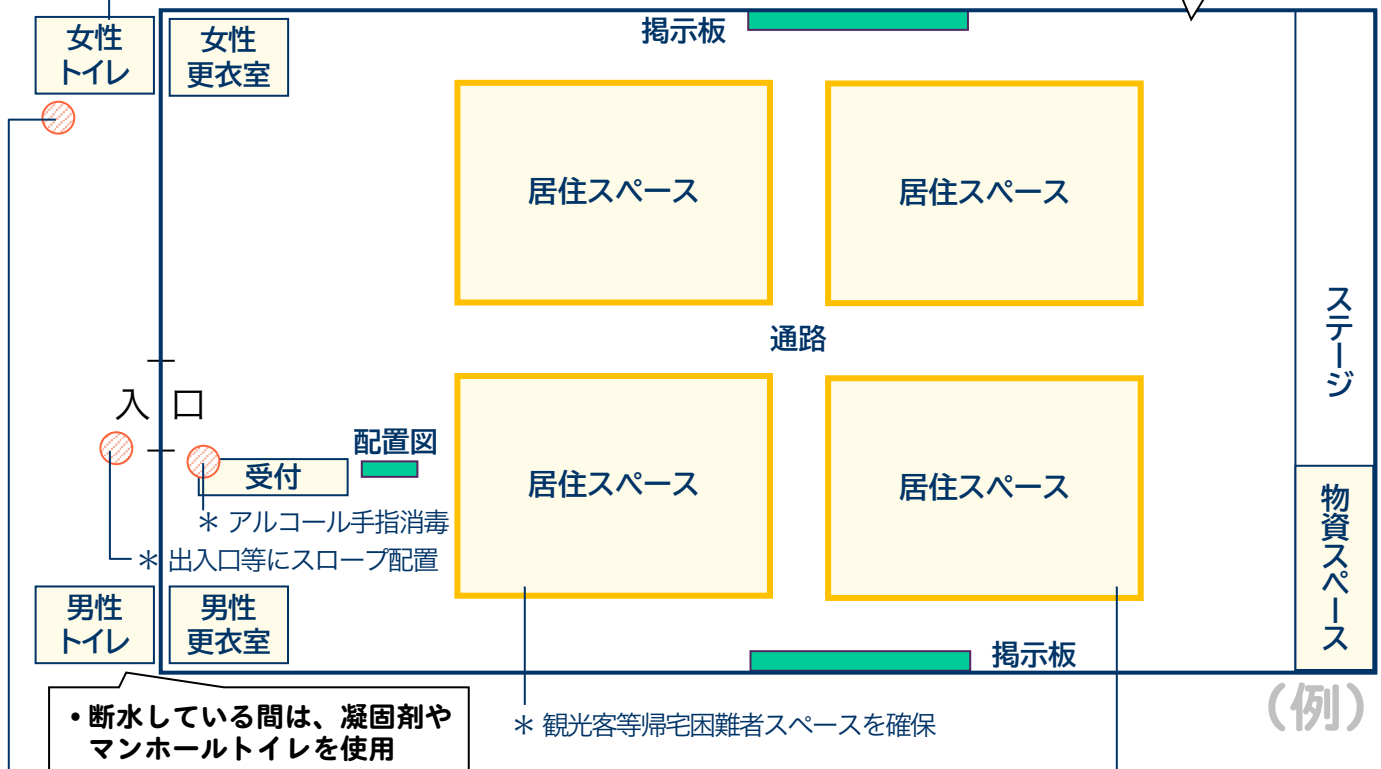 女性
トイレ
女性
更衣室
掲示板
居住スペース
居住スペース
通路
ステージ
入口
配置図
受付
居住スペース
居住スペース
物資スペース
＊ アルコール手指消毒
＊ 出入口等にスロープ配置
男性
トイレ
男性
更衣室
掲示板
（例）
・断水している間は、凝固剤や
マンホールトイレを使用
＊ 観光客等帰宅困難者スペースを確保